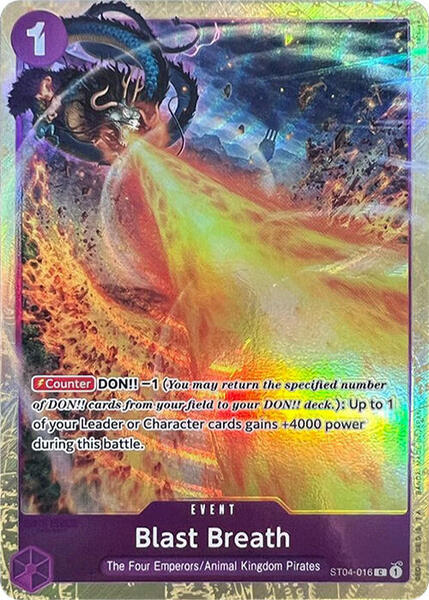 1
⚡Counter DON!! −1 (You may return the specified number
of DON!! cards from your field to your DON!! deck.): Up to 1
of your Leader or Character cards gains +4000 power
during this battle.
EVENT
Blast Breath
The Four Emperors/Animal Kingdom Pirates
ST04-016 C 1